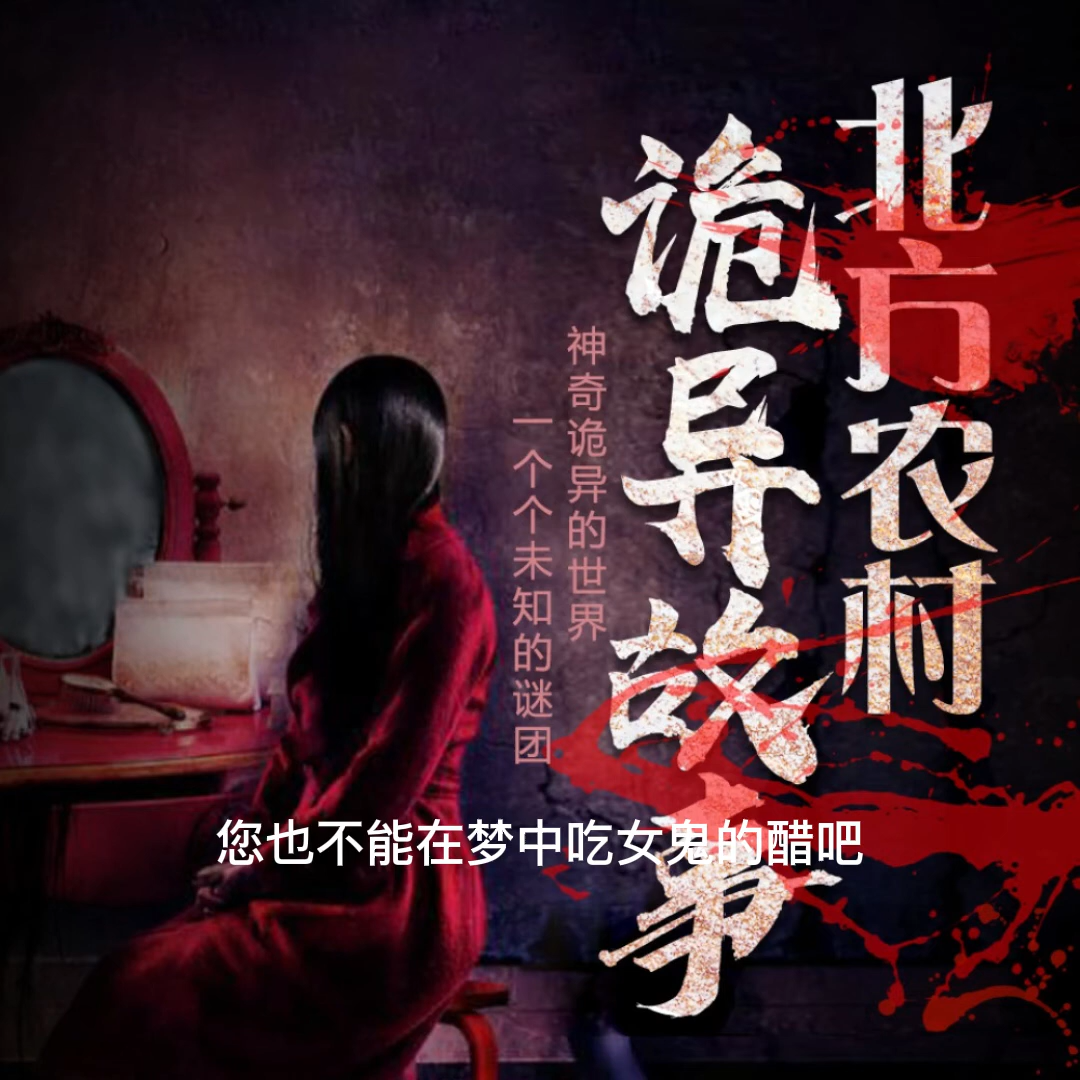 北方农村
诡异故事
神奇诡异的世界
一个个未知的谜团
您也不能在梦中吃女鬼的醋吧